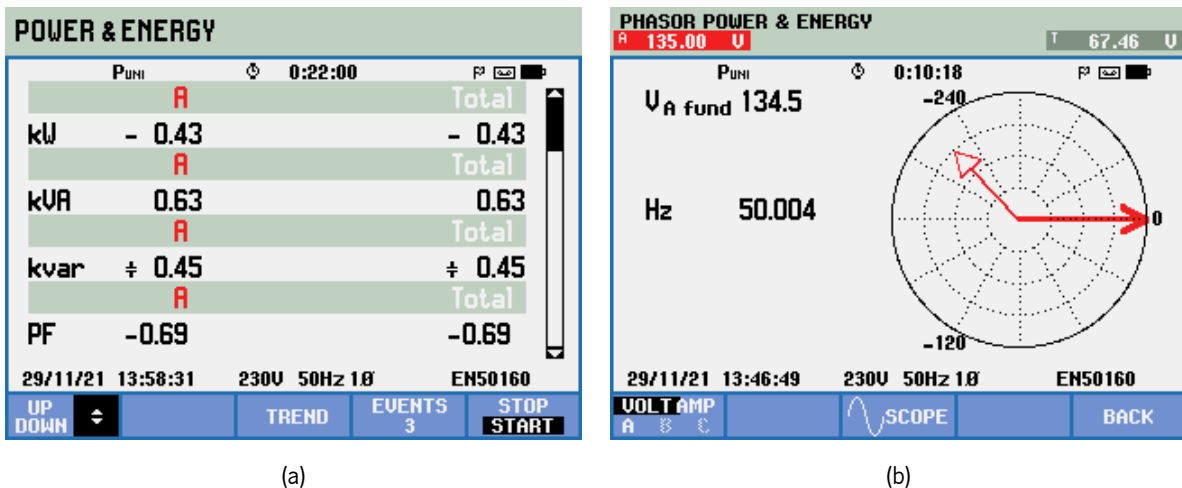 POWER & ENERGY
PUNI 0:22:00
A Total
kW - 0.43 - 0.43
A Total
kVA 0.63 0.63
A Total
kvar ÷ 0.45 ÷ 0.45
A Total
PF -0.69 -0.69
29/11/21 13:58:31 230V 50Hz 1Ø EN50160
UP DOWN TREND EVENTS 3 STOP START
(a)
PHASOR POWER & ENERGY
A 135.00 V T 67.46 V
PUNI 0:10:18
VA fund 134.5
-240
Hz 50.004
0
-120
29/11/21 13:46:49 230V 50Hz 1Ø EN50160
VOLT AMP A B C SCOPE BACK
(b)